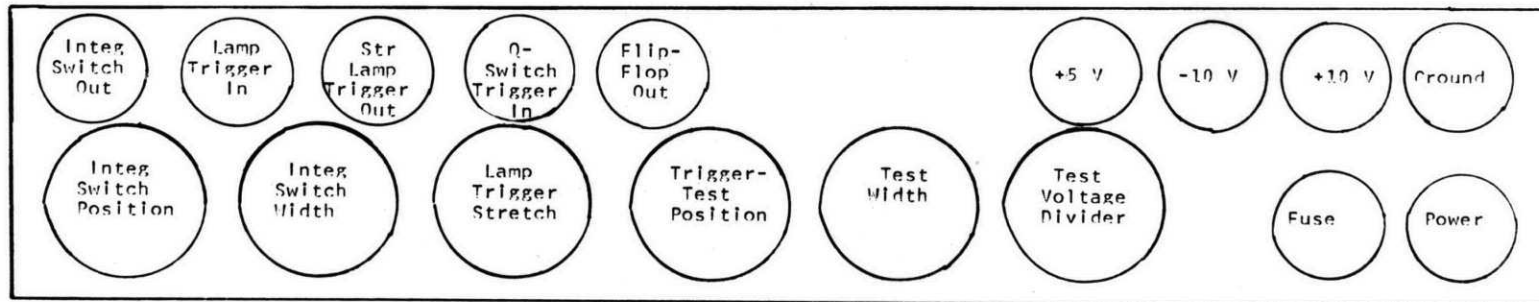 Integ
Switch
Out
Lamp
Trigger
In
Str
Lamp
Trigger
Out
Q-
Switch
Trigger
In
Flip-
Flop
Out
+5 V
-10 V
+10 V
Ground
Integ
Switch
Position
Integ
Switch
Width
Lamp
Trigger
Stretch
Trigger-
Test
Position
Test
Width
Test
Voltage
Divider
Fuse
Power